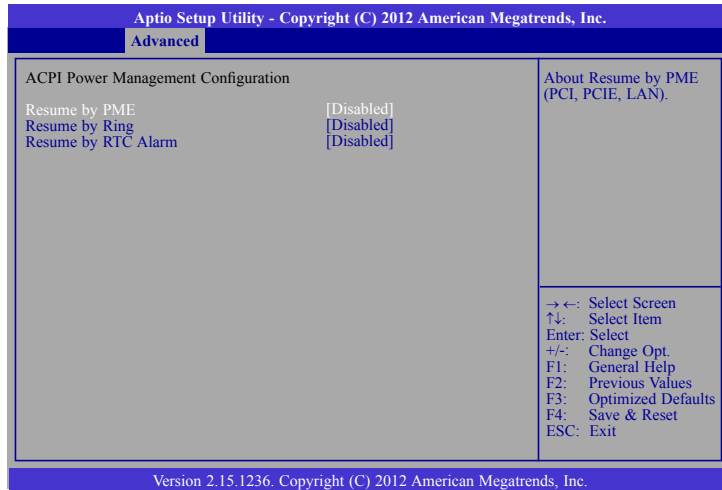 Aptio Setup Utility - Copyright (C) 2012 American Megatrends, Inc.
Advanced
ACPI Power Management Configuration
Resume by PME [Disabled]
Resume by Ring [Disabled]
Resume by RTC Alarm [Disabled]
About Resume by PME
(PCI, PCIE, LAN).
→ ←: Select Screen
↑↓: Select Item
Enter: Select
+/-: Change Opt.
F1: General Help
F2: Previous Values
F3: Optimized Defaults
F4: Save & Reset
ESC: Exit
Version 2.15.1236. Copyright (C) 2012 American Megatrends, Inc.